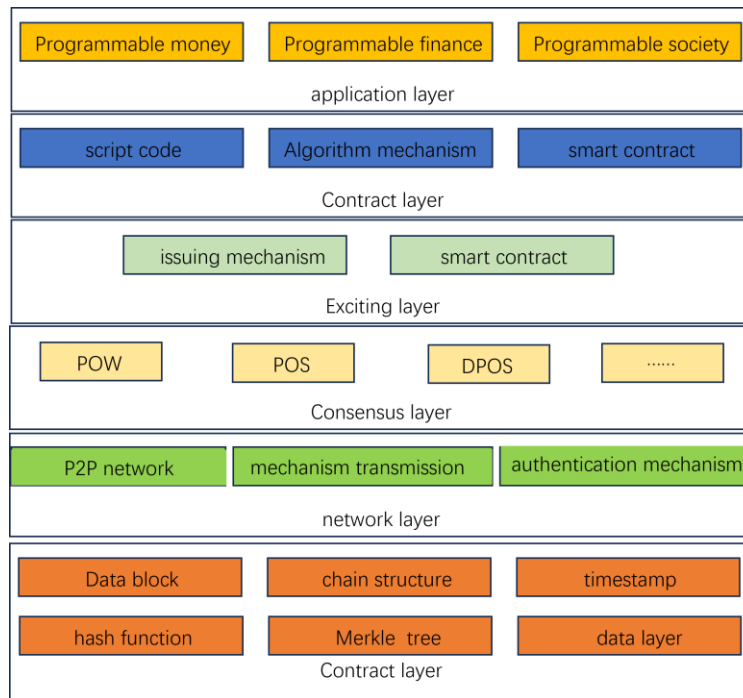 Programmable money Programmable finance Programmable society
application layer
script code Algorithm mechanism smart contract
Contract layer
issuing mechanism smart contract
Exciting layer
POW POS DPOS ......
Consensus layer
P2P network mechanism transmission authentication mechanism
network layer
Data block chain structure timestamp
hash function Merkle tree data layer
Contract layer